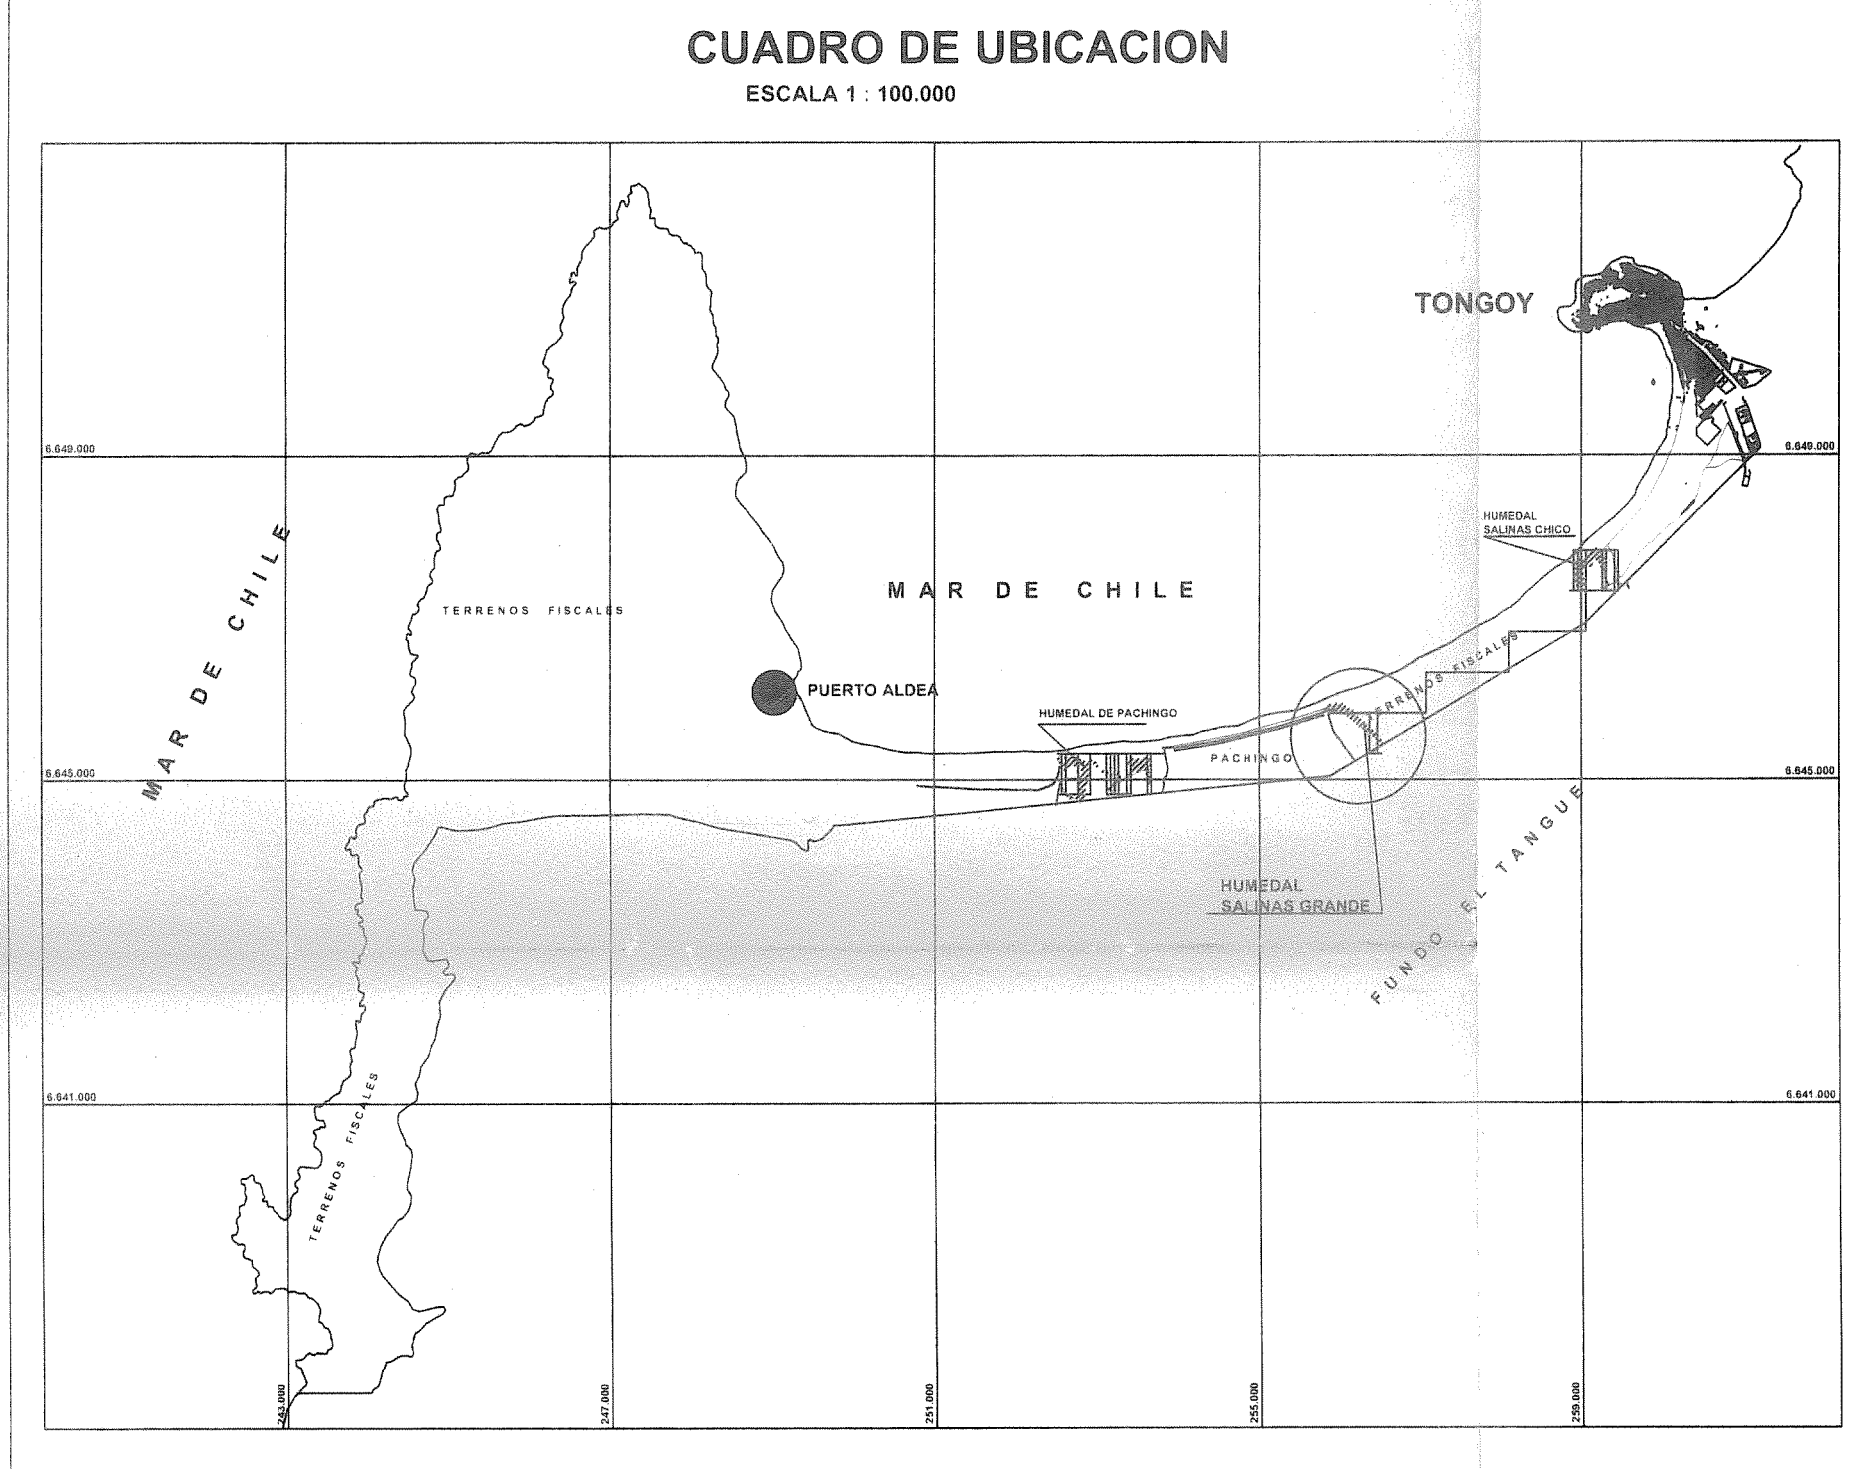 CUADRO DE UBICACION
ESCALA 1 : 100.000
TONGOY
6.649.000
6.649.000
HUMEDAL
SALINAS CHICO
MAR DE CHILE
MAR DE CHILE
TERRENOS FISCALES
TERRENOS FISCALES
PUERTO ALDEA
HUMEDAL DE PACHINGO
PACHINGO
6.645.000
6.645.000
HUMEDAL
SALINAS GRANDE
FUNDO EL TANGUE
6.641.000
6.641.000
TERRENOS FISCALES
243.000
247.000
251.000
255.000
259.000